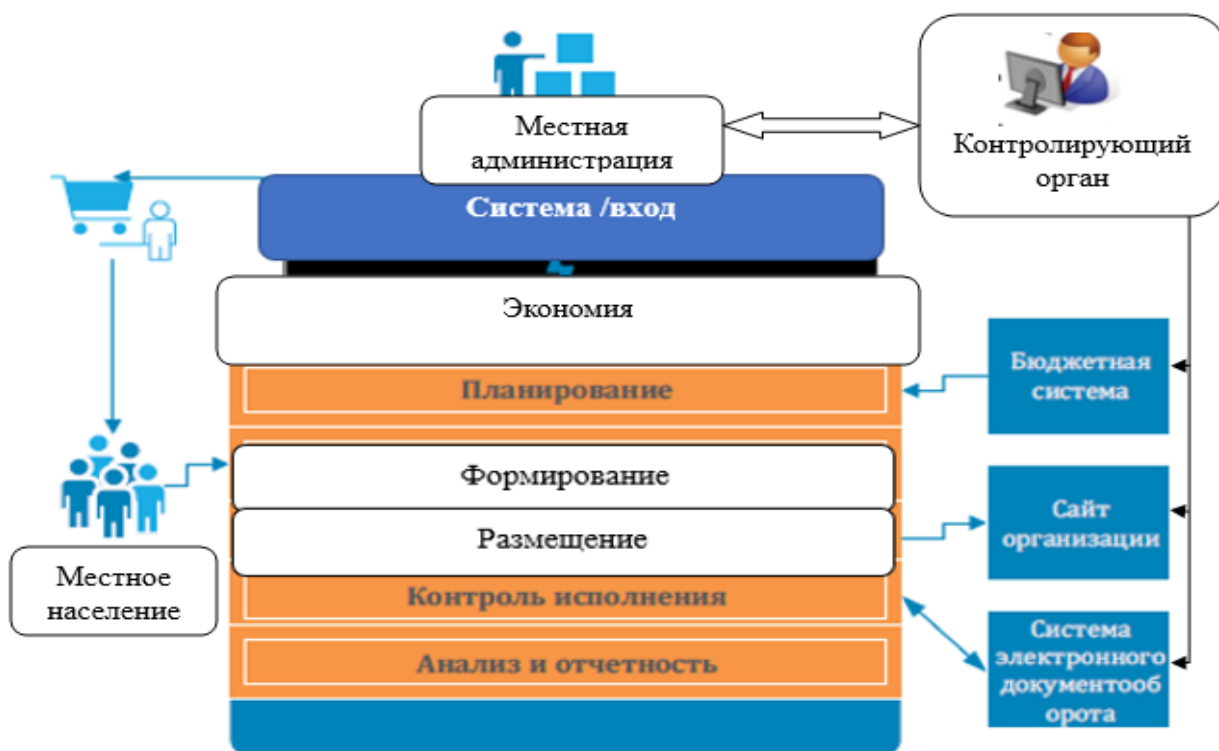 Местная
администрация
Контролирующий
орган
Система /вход
Экономия
Планирование
Бюджетная
система
Формирование
Размещение
Сайт
организации
Местное
население
Контроль исполнения
Анализ и отчетность
Система
электронного
документооб
орота